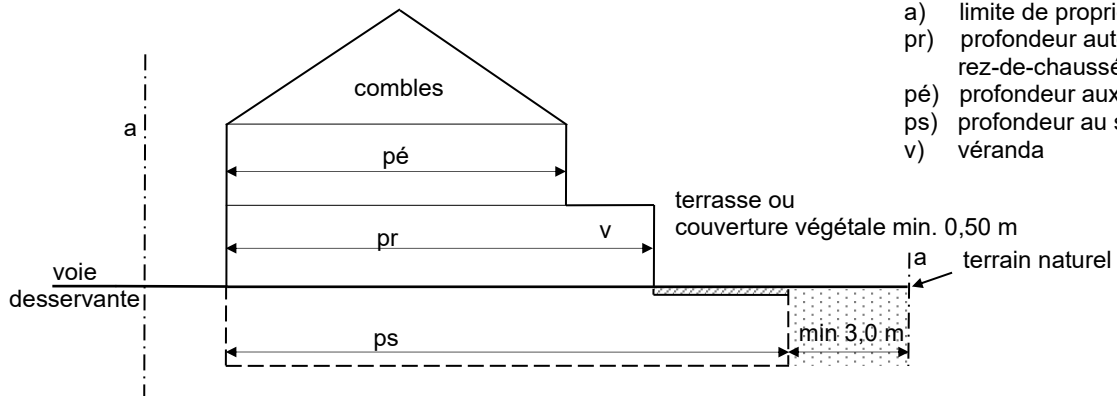 a) limite de propri
pr) profondeur aut
rez-de-chaussé
pé) profondeur aux
ps) profondeur au s
v) véranda
combles
a
pé
terrasse ou
couverture végétale min. 0,50 m
pr
v
a
terrain naturel
voie
desservante
ps
min 3,0 m